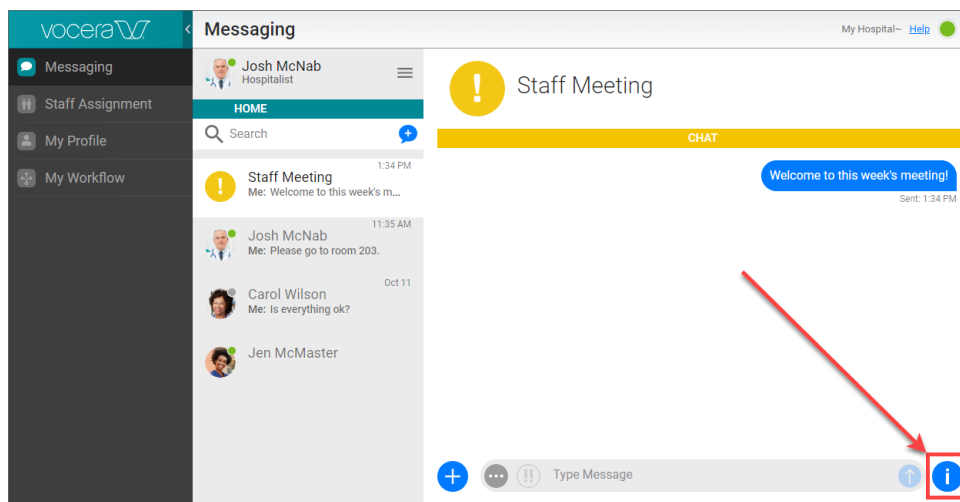 vocera
Messaging
My Hospital~ Help
Messaging
Staff Assignment
My Profile
My Workflow
Josh McNab
Hospitalist
HOME
Search
1:34 PM
Staff Meeting
Me: Welcome to this week's m...
11:35 AM
Josh McNab
Me: Please go to room 203.
Oct 11
Carol Wilson
Me: Is everything ok?
Jen McMaster
Staff Meeting
CHAT
Welcome to this week's meeting!
Sent: 1:34 PM
Type Message